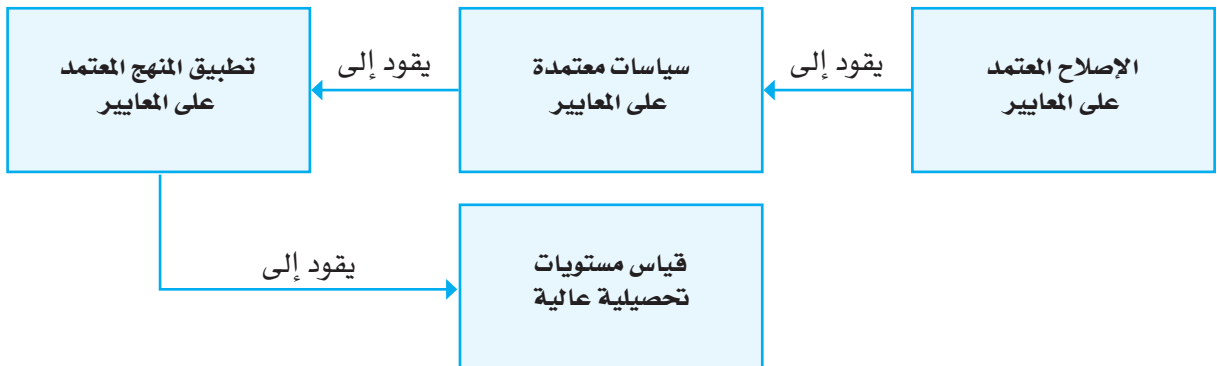 الإصلاح المعتمد
على المعايير
يقود إلى
سياسات معتمدة
على المعايير
يقود إلى
تطبيق المنهج المعتمد
على المعايير
يقود إلى
قياس مستويات
تحصيلية عالية